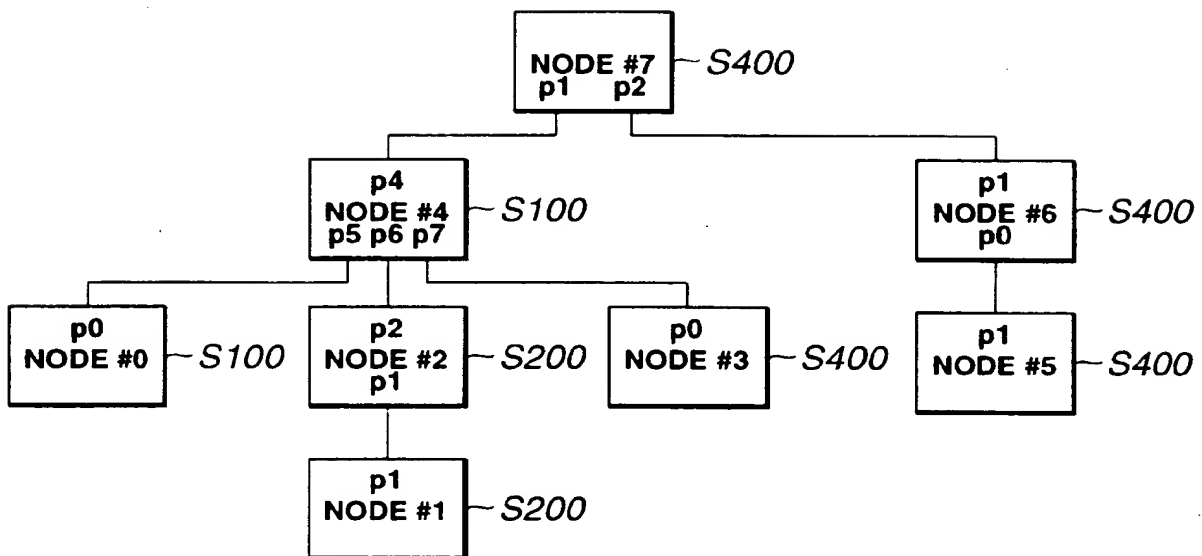 NODE #7
p1 p2
S400
p4
NODE #4
p5 p6 p7
S100
p1
NODE #6
p0
S400
p0
NODE #0
S100
p2
NODE #2
p1
S200
p0
NODE #3
S400
p1
NODE #5
S400
p1
NODE #1
S200